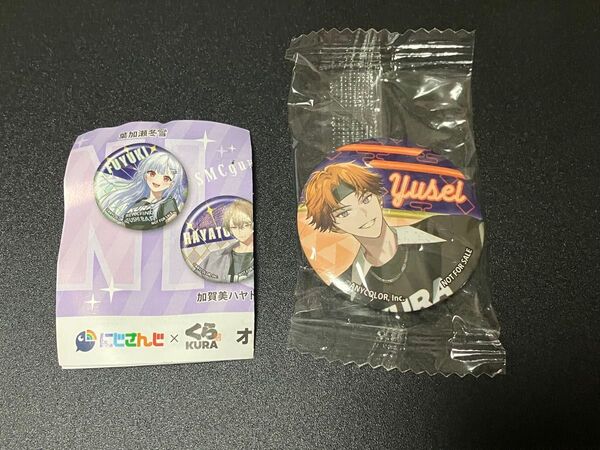 葉加瀬冬雪
FUYUKI
SMC
HAYATO
加賀美ハヤト
にじさんじ × くら
KURA
オ
Yusei
ANYCOLOR, Inc.
NOT FOR SALE